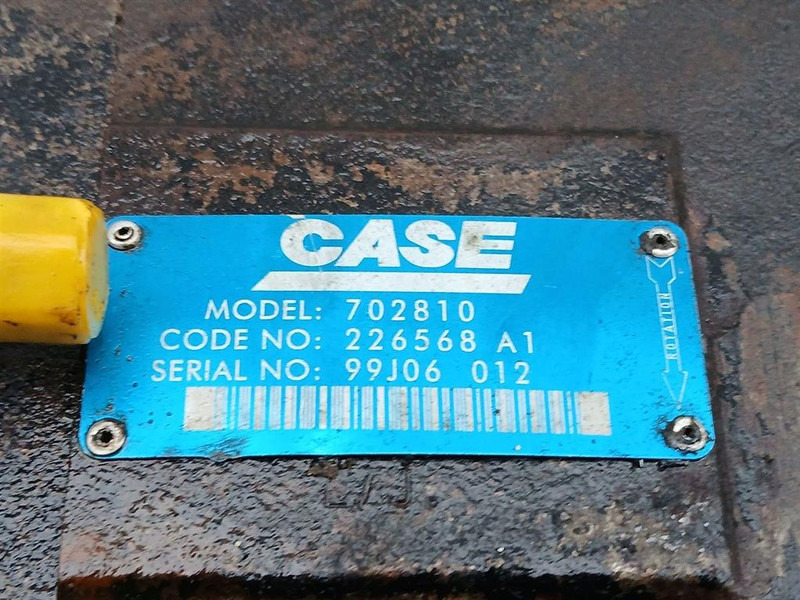 CASE
MODEL: 702810
CODE NO: 226568 A1
SERIAL NO: 99J06 012
ROTATION